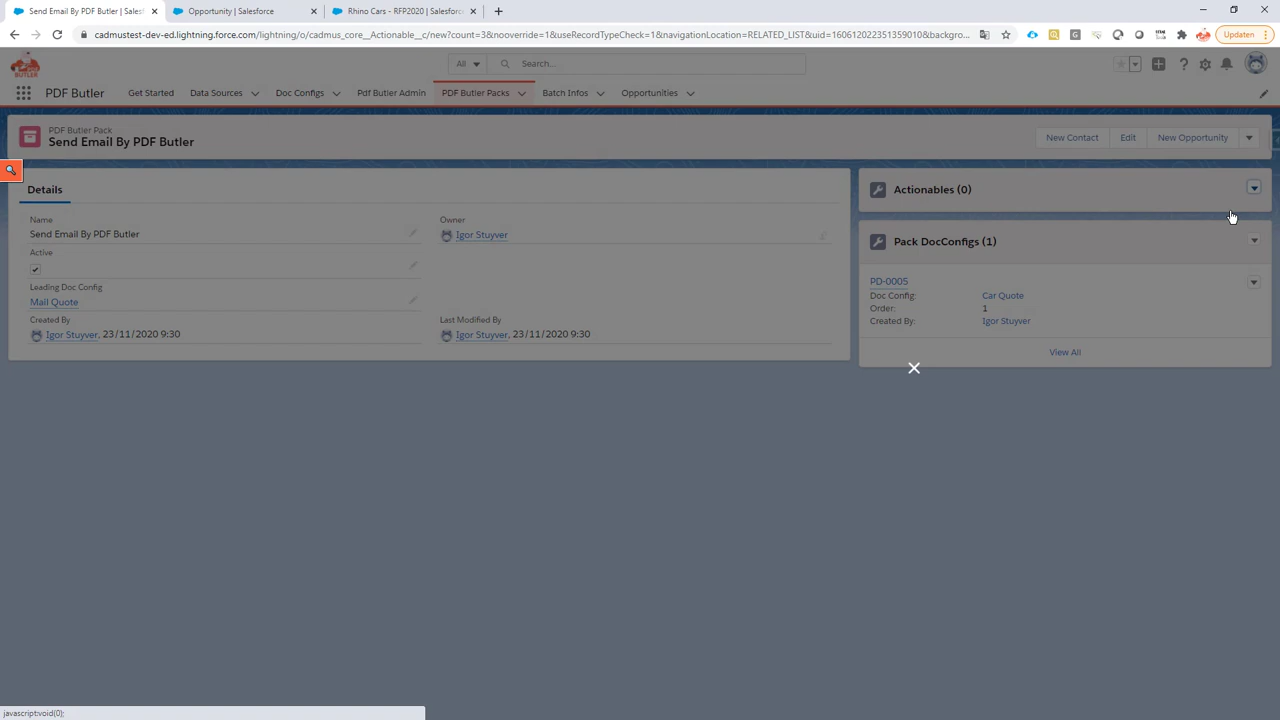 Send Email By PDF Butler | Salesf
Opportunity | Salesforce
Rhino Cars - RFP2020 | Salesforc
cadmustest-dev-ed.lightning.force.com/lightning/o/cadmus_core__Actionable__c/new?count=3&nooverride=1&useRecordTypeCheck=1&navigationLocation=RELATED_LIST&uid=160612022351359010&backgro...
Updaten
BUTLER
All
Search...
PDF Butler
Get Started
Data Sources
Doc Configs
Pdf Butler Admin
PDF Butler Packs
Batch Infos
Opportunities
PDF Butler Pack
Send Email By PDF Butler
New Contact
Edit
New Opportunity
Details
Name
Send Email By PDF Butler
Owner
Igor Stuyver
Active
Leading Doc Config
Mail Quote
Created By
Igor Stuyver, 23/11/2020 9:30
Last Modified By
Igor Stuyver, 23/11/2020 9:30
Actionables (0)
Pack DocConfigs (1)
PD-0005
Doc Config:
Car Quote
Order:
1
Created By:
Igor Stuyver
View All
javascript:void(0);